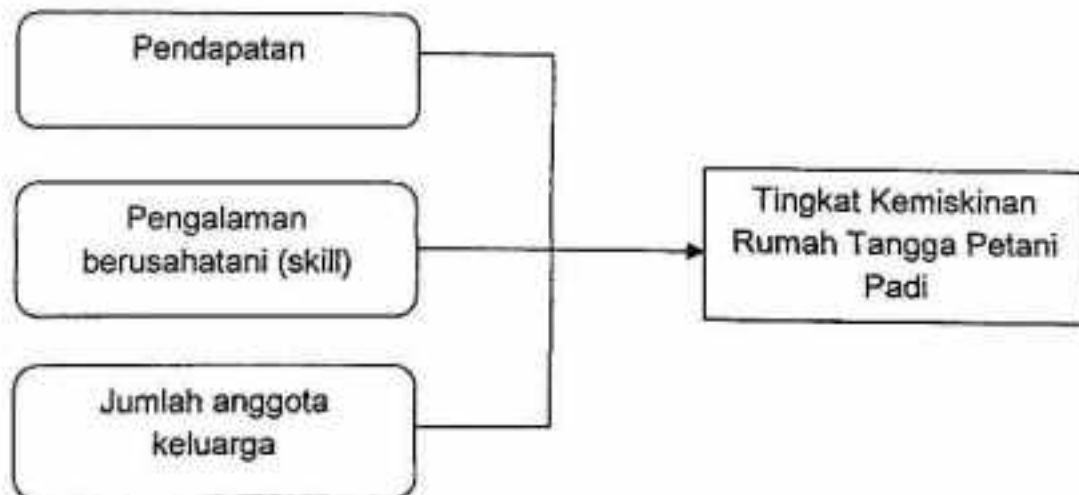 Pendapatan
Pengalaman
berusahatani (skill)
Jumlah anggota
keluarga
Tingkat Kemiskinan
Rumah Tangga Petani
Padi